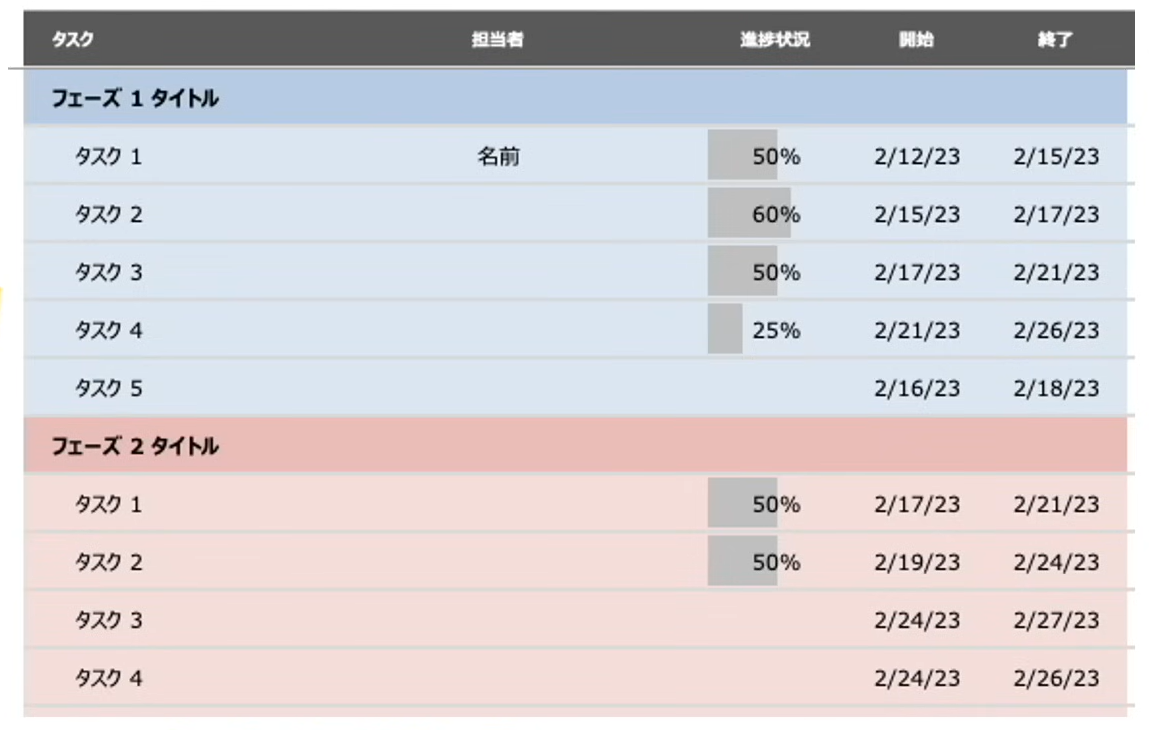 タスク 担当者 進捗状況 開始 終了
フェーズ 1 タイトル
タスク 1 名前 50% 2/12/23 2/15/23
タスク 2 60% 2/15/23 2/17/23
タスク 3 50% 2/17/23 2/21/23
タスク 4 25% 2/21/23 2/26/23
タスク 5 2/16/23 2/18/23
フェーズ 2 タイトル
タスク 1 50% 2/17/23 2/21/23
タスク 2 50% 2/19/23 2/24/23
タスク 3 2/24/23 2/27/23
タスク 4 2/24/23 2/26/23